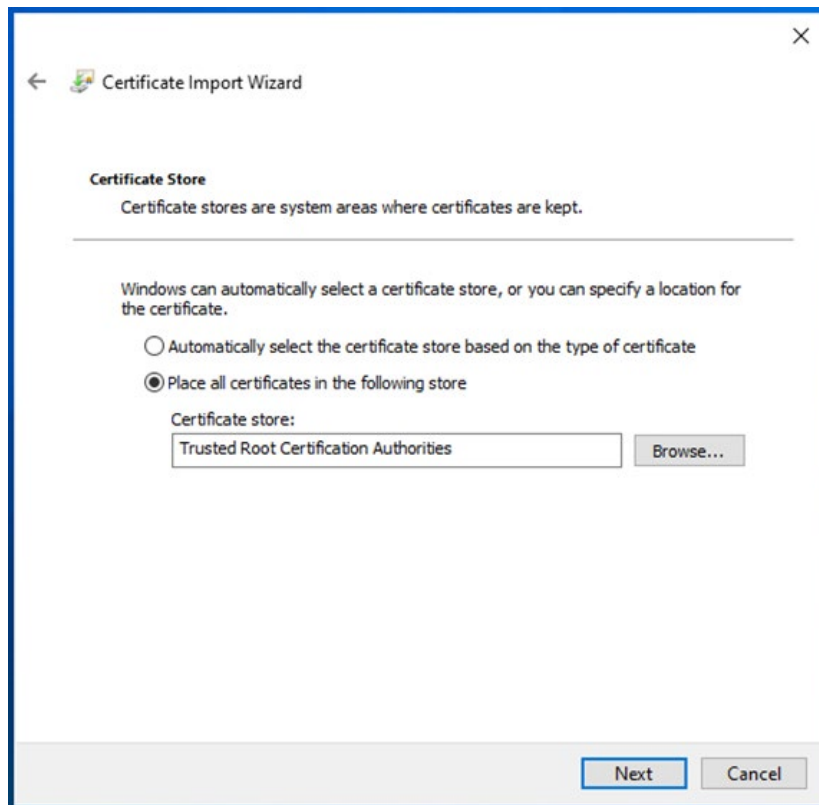 Certificate Import Wizard
Certificate Store
Certificate stores are system areas where certificates are kept.
Windows can automatically select a certificate store, or you can specify a location for
the certificate.
Automatically select the certificate store based on the type of certificate
Place all certificates in the following store
Certificate store:
Trusted Root Certification Authorities
Browse...
Next
Cancel